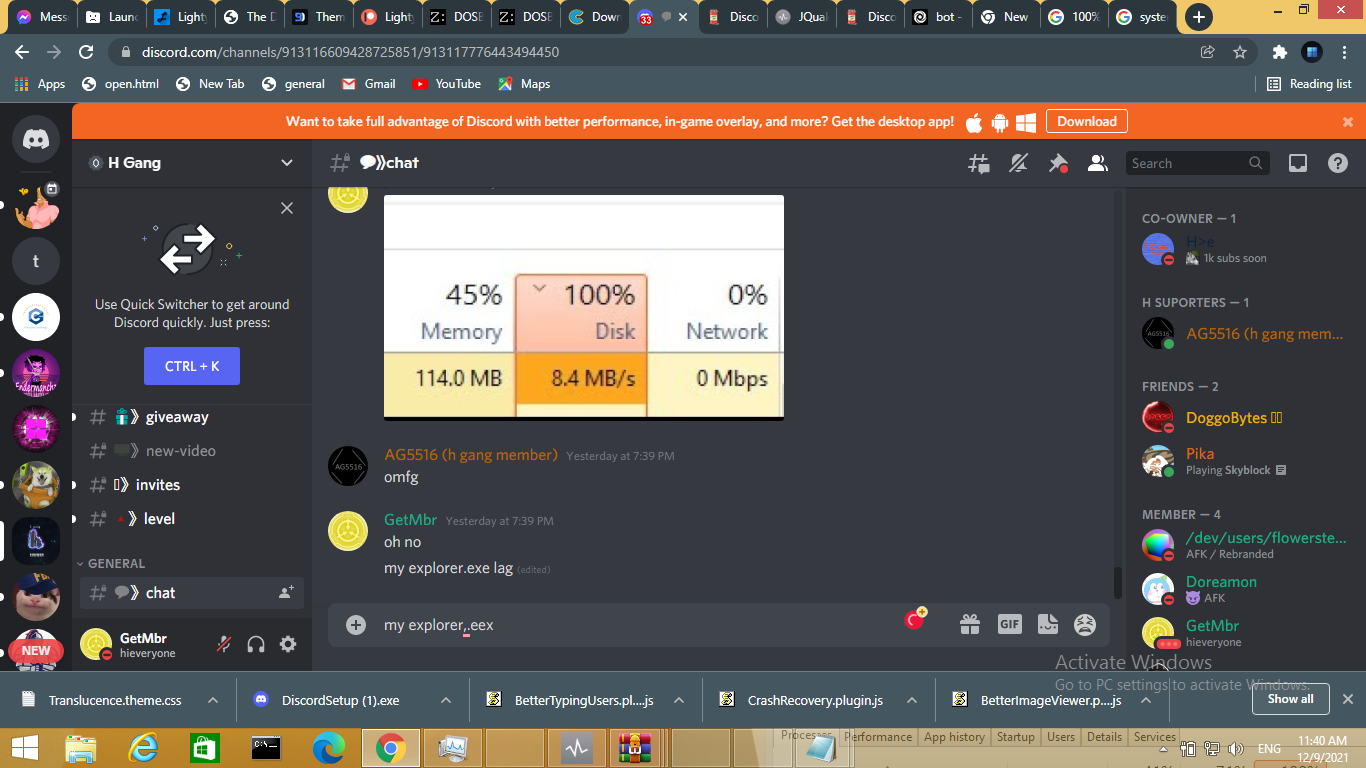 Messe
Laun
Light
The D
Them
Light
DOSE
DOSE
Down
33
Disco
JQual
Disco
bot -
New
100%
syste
discord.com/channels/913116609428725851/913117776443494450
Apps
open.html
New Tab
general
Gmail
YouTube
Maps
Reading list
Want to take full advantage of Discord with better performance, in-game overlay, and more? Get the desktop app!
Download
H Gang
chat
Search
Use Quick Switcher to get around
Discord quickly. Just press:
CTRL + K
t
giveaway
new-video
invites
level
GENERAL
chat
NEW
GetMbr
hieveryone
45%
100%
0%
Memory
Disk
Network
114.0 MB
8.4 MB/s
0 Mbps
AG5516
AG5516 (h gang member) Yesterday at 7:39 PM
omfg
GetMbr Yesterday at 7:39 PM
oh no
my explorer.exe lag (edited)
my explorer,.eex
GIF
CO-OWNER — 1
H>e
1k subs soon
H SUPORTERS — 1
AG5516 (h gang mem...
FRIENDS — 2
DoggoBytes
Pika
Playing Skyblock
MEMBER — 4
/dev/users/flowerste...
AFK / Rebranded
Doreamon
AFK
GetMbr
hieveryone
Activate Windows
Go to PC settings to activate Windows.
Translucence.theme.css
DiscordSetup (1).exe
BetterTypingUsers.pl....js
CrashRecovery.plugin.js
BetterImageViewer.p....js
Show all
Processes
Performance
App history
Startup
Users
Details
Services
ENG
11:40 AM
12/9/2021